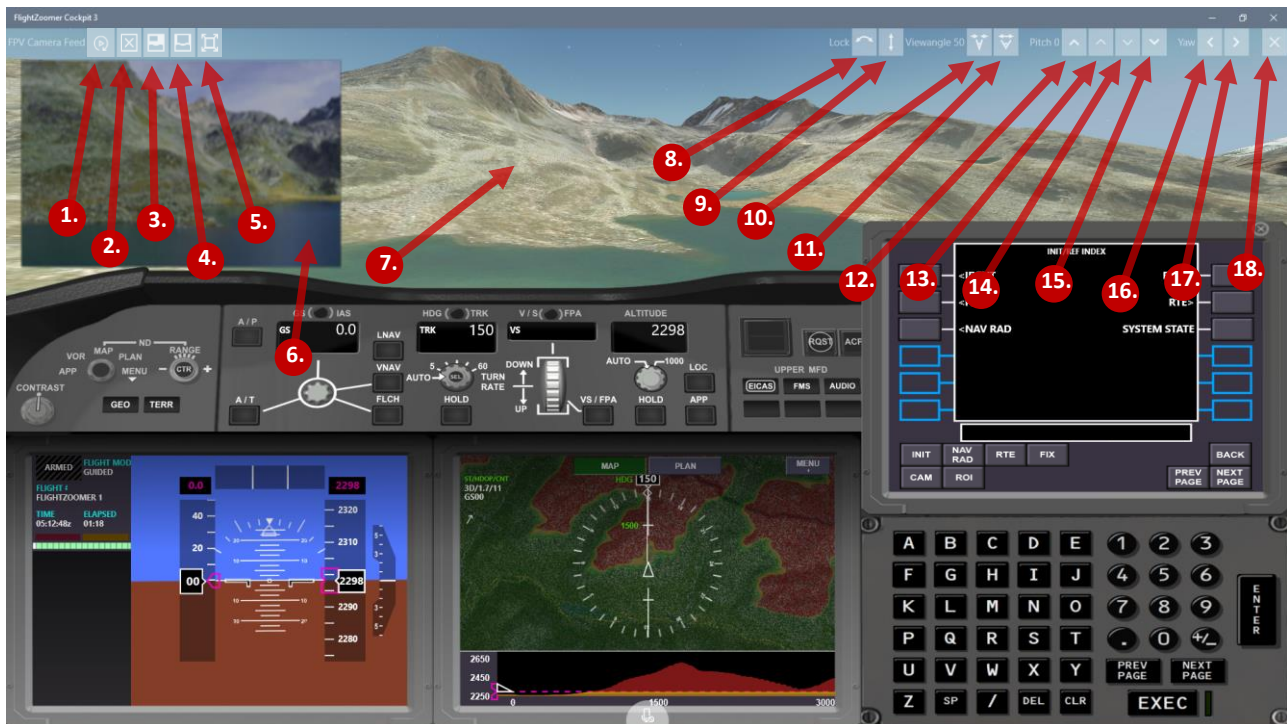 FlightZoomer Cockpit 3
FPV Camera Feed
Lock
Viewangle 50
Pitch 0
Yaw
1.
2.
3.
4.
5.
6.
7.
8.
9.
10.
11.
12.
13.
14.
15.
16.
17.
18.
INIT/REF INDEX
RTE>
<NAV RAD
SYSTEM STATE
INIT
NAV RAD
RTE
FIX
BACK
CAM
ROI
PREV PAGE
NEXT PAGE
ND
VOR
MAP
PLAN
RANGE
APP
MENU
-
CTR
+
CONTRAST
GEO
TERR
A/P
IAS
GS
0.0
LNAV
VNAV
FLCH
A/T
HDG
TRK
TRK
150
AUTO
5
60
SEL
TURN RATE
HOLD
V/S
FPA
VS
DOWN
UP
VS/FPA
ALTITUDE
2298
AUTO
1000
LOC
HOLD
APP
RQST
UPPER MFD
EICAS
FMS
AUDIO
ARMED
GUIDED
FLIGHTZOOMER 1
TIME
ELAPSED
05:12:48z
01:18
0.0
2298
40
20
00
2320
2310
2298
2290
2280
MAP
PLAN
MENU
3D/1.7/11
GS00
HDG
150
1500
2650
2450
2250
0
1500
3000
A B C D E 1 2 3
F G H I J 4 5 6
K L M N O 7 8 9
P Q R S T . 0 +/_
U V W X Y PREV PAGE NEXT PAGE
Z SP / DEL CLR EXEC
ENTER